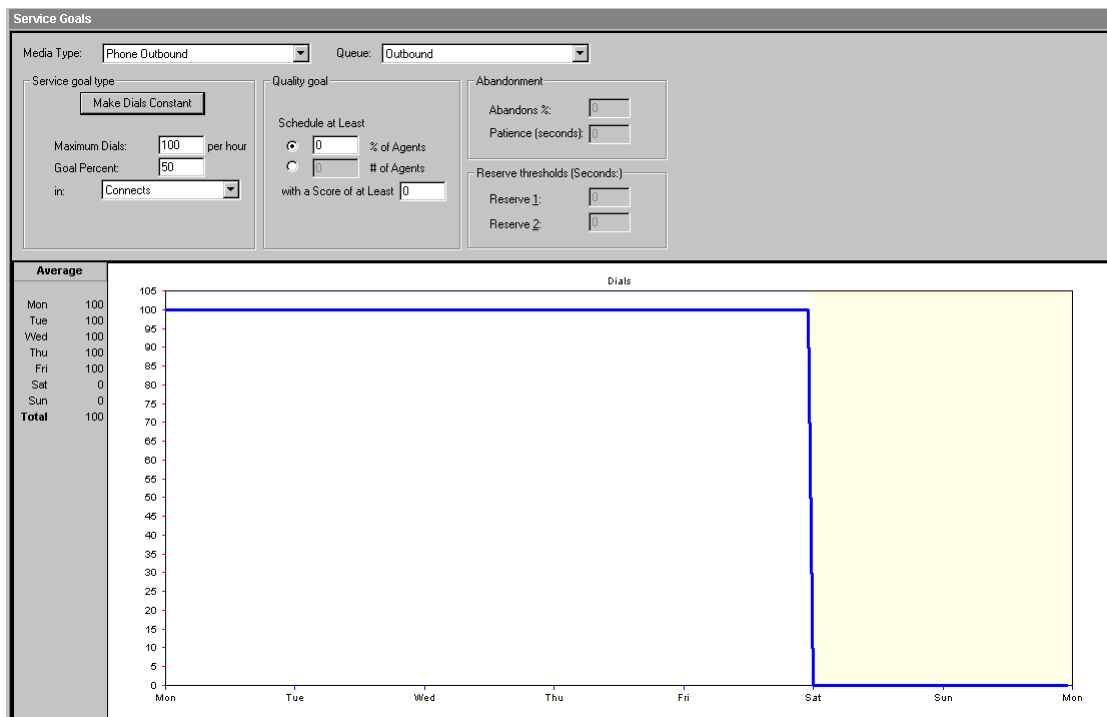 Service Goals
Media Type: Phone Outbound Queue: Outbound
Service goal type
Make Dials Constant
Maximum Dials: 100 per hour
Goal Percent: 50
in: Connects
Quality goal
Schedule at Least
0 % of Agents
0 # of Agents
with a Score of at Least 0
Abandonment
Abandons %: 0
Patience (seconds): 0
Reserve thresholds (Seconds:)
Reserve 1: 0
Reserve 2: 0
Average
Mon 100
Tue 100
Wed 100
Thu 100
Fri 100
Sat 0
Sun 0
Total 100
Dials
105
100
95
90
85
80
75
70
65
60
55
50
45
40
35
30
25
20
15
10
5
0
Mon Tue Wed Thu Fri Sat Sun Mon